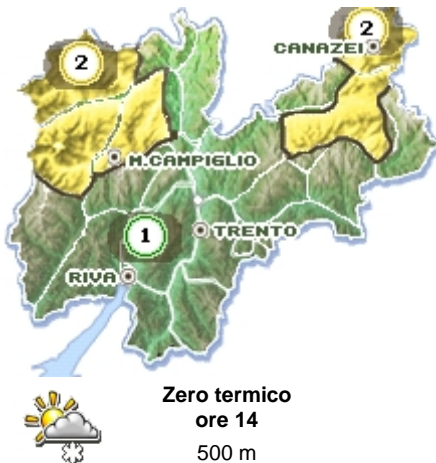 2
2
CANAZEI
M.CAMPIGLIO
1
TRENTO
RIVA
Zero termico
ore 14
500 m